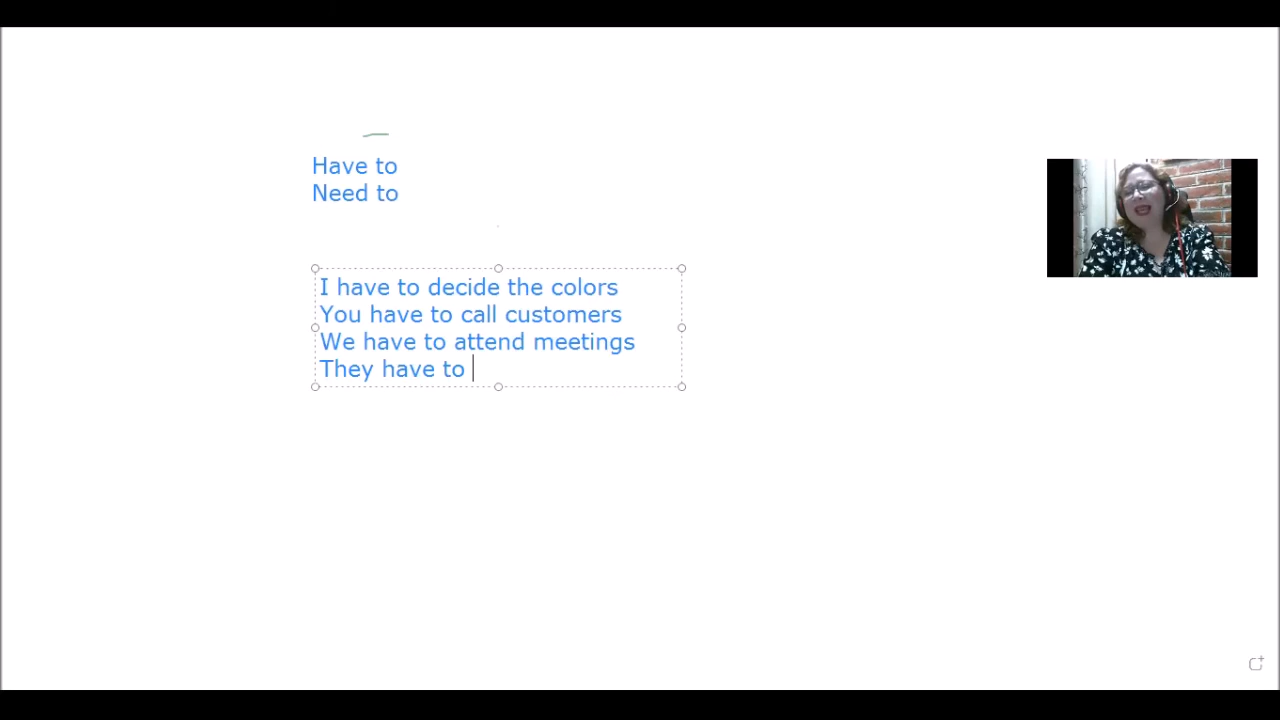 Have to
Need to
I have to decide the colors
You have to call customers
We have to attend meetings
They have to